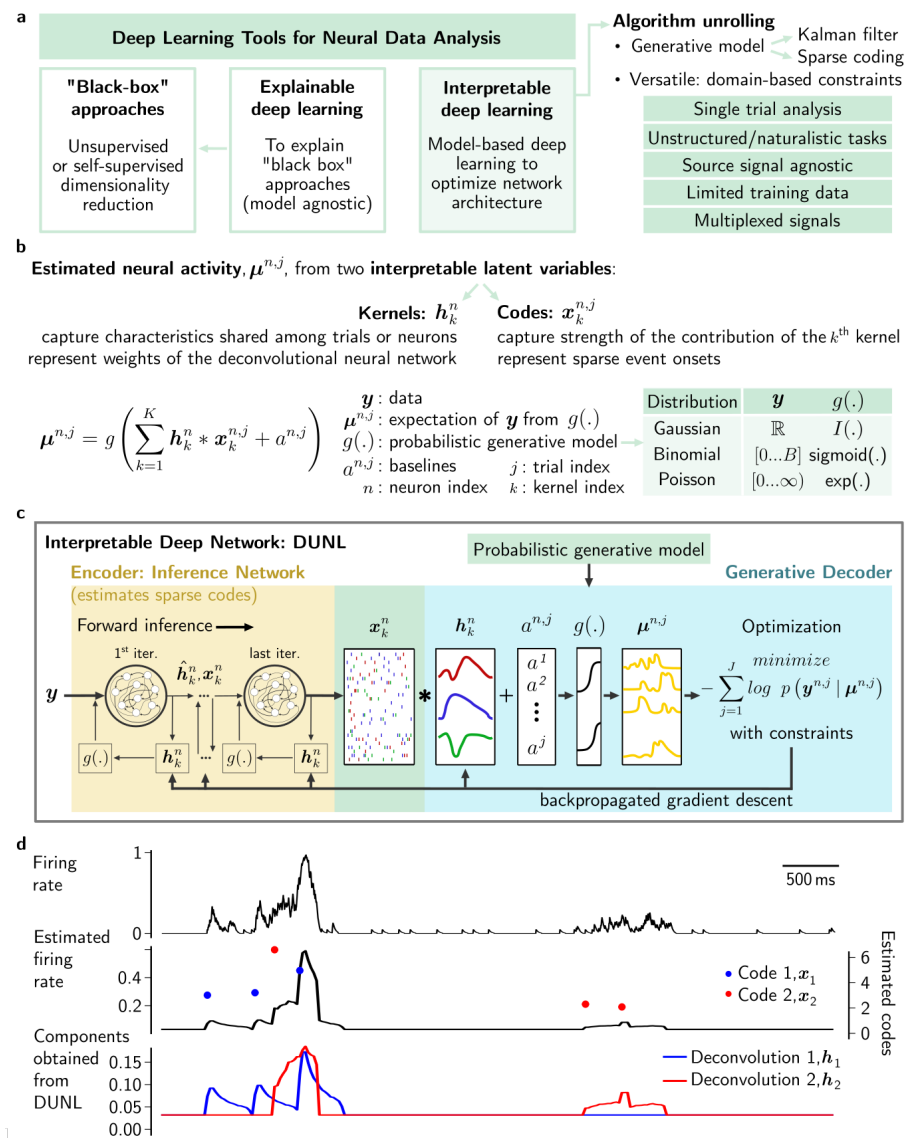 a
Deep Learning Tools for Neural Data Analysis
"Black-box"
approaches
Unsupervised
or self-supervised
dimensionality
reduction
Explainable
deep learning
To explain
"black box"
approaches
(model agnostic)
Interpretable
deep learning
Model-based deep
learning to
optimize network
architecture
Algorithm unrolling
• Generative model
Kalman filter
Sparse coding
• Versatile: domain-based constraints
Single trial analysis
Unstructured/naturalistic tasks
Source signal agnostic
Limited training data
Multiplexed signals
b
Estimated neural activity, μ^{n,j}, from two interpretable latent variables:
Kernels: h_k^n
capture characteristics shared among trials or neurons
represent weights of the deconvolutional neural network
Codes: x_k^{n,j}
capture strength of the contribution of the k^th kernel
represent sparse event onsets
μ^{n,j} = g ( ∑_{k=1}^{K} h_k^n * x_k^{n,j} + a^{n,j} )
y : data
μ^{n,j} : expectation of y from g(.)
g(.) : probabilistic generative model
a^{n,j} : baselines j : trial index
n : neuron index k : kernel index
Distribution y g(.)
Gaussian ℝ I(.)
Binomial [0...B] sigmoid(.)
Poisson [0...∞) exp(.)
c
Interpretable Deep Network: DUNL
Probabilistic generative model
Encoder: Inference Network
(estimates sparse codes)
Generative Decoder
Forward inference
x_k^n
h_k^n
a^{n,j}
g(.)
μ^{n,j}
Optimization
1st iter.
ĥ_k^n, x_k^n
...
last iter.
y
*
+
a^1
a^2
⋮
a^j
minimize
− ∑_{j=1}^{J} log p (y^{n,j} | μ^{n,j})
with constraints
g(.)
h_k^n
...
g(.)
h_k^n
backpropagated gradient descent
d
Firing
rate
1
0
500 ms
Estimated
firing
rate
0.4
0.2
Code 1, x_1
Code 2, x_2
6
4
2
0
Estimated codes
Components
obtained
from
DUNL
0.15
0.10
0.05
0.00
Deconvolution 1, h_1
Deconvolution 2, h_2
1